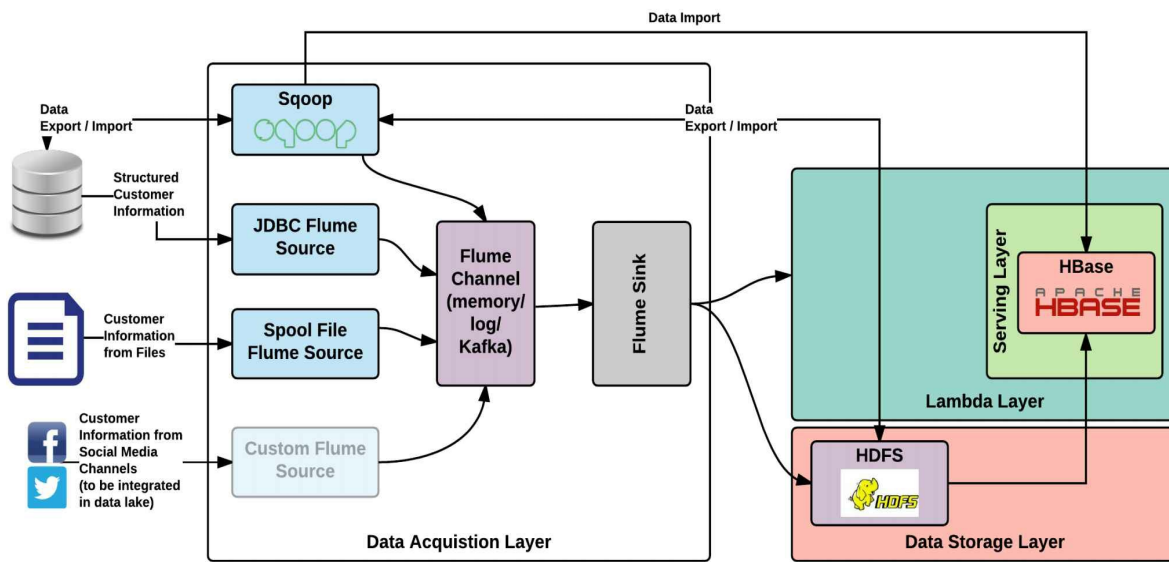 Data Import
Sqoop
sqoop
Data
Export / Import
Data
Export / Import
Structured
Customer
Information
JDBC Flume
Source
Flume
Channel
(memory/
log/
Kafka)
Flume Sink
Customer
Information
from Files
Spool File
Flume Source
Customer
Information from
Social Media
Channels
(to be integrated
in data lake)
f
Custom Flume
Source
Data Acquistion Layer
Serving Layer
HBase
APACHE
HBASE
Lambda Layer
HDFS
HDFS
Data Storage Layer